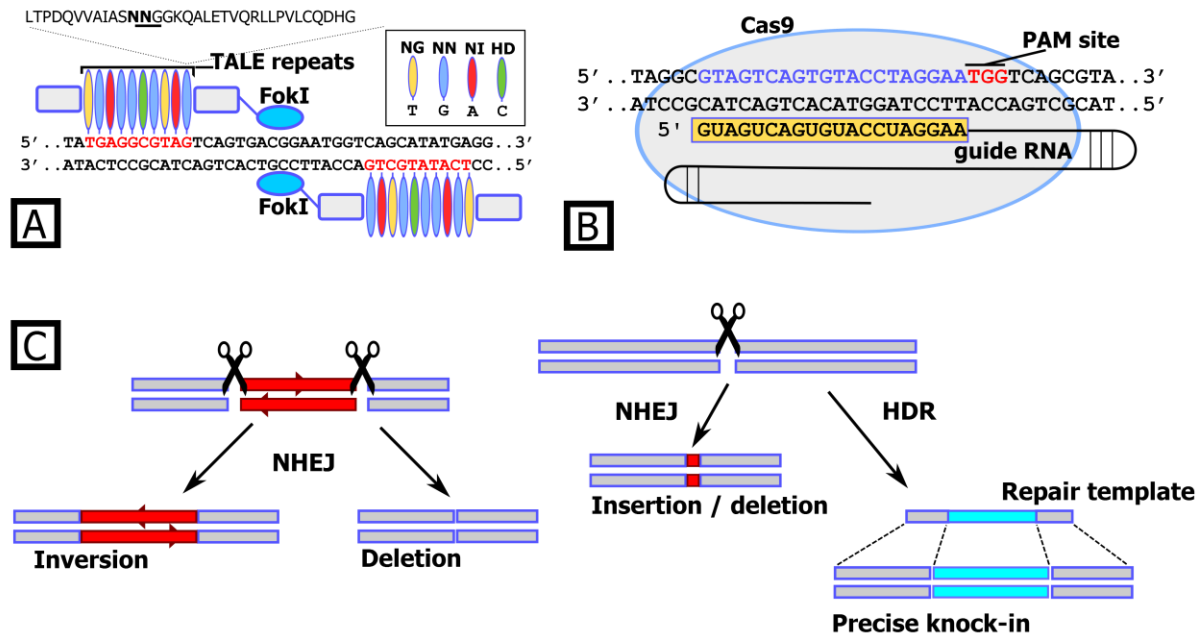 LTPDQVVAIASNNGGKQALETVQRLLPVLCQDHG
TALE repeats
FokI
NG NN NI HD
T G A C
5′ ..TATGAGGCGTAGTCAGTGACGGAATGGTCAGCATATGAGG..3′
3′ ..ATACTCCGCATCAGTCACTGCCTTACCAGTCGTATACTCC..5′
FokI
A
Cas9
PAM site
5′ ..TAGGCGTAGTCAGTGTACCTAGGAATGGTCAGCGTA..3′
3′ ..ATCCGCATCAGTCACATGGATCCTTACCAGTCGCAT..5′
5' GUAGUCAGUGUACCUAGGAA
guide RNA
B
C
NHEJ
Inversion
Deletion
NHEJ
HDR
Insertion / deletion
Repair template
Precise knock-in